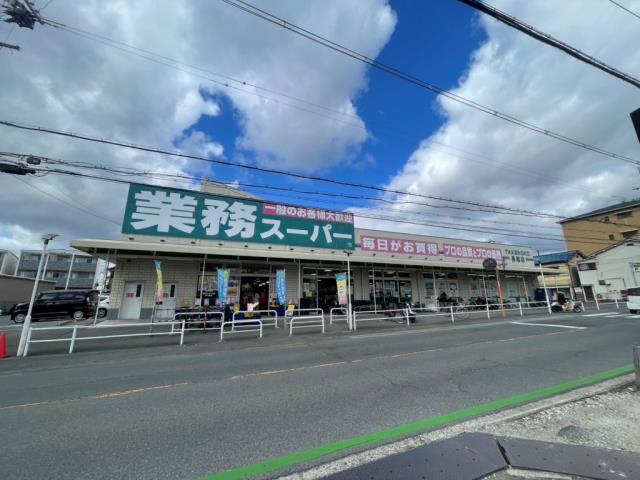 業務スーパー
一般のお客様大歓迎
毎日がお買得
プロの品質とプロの価格
TAKENOKO